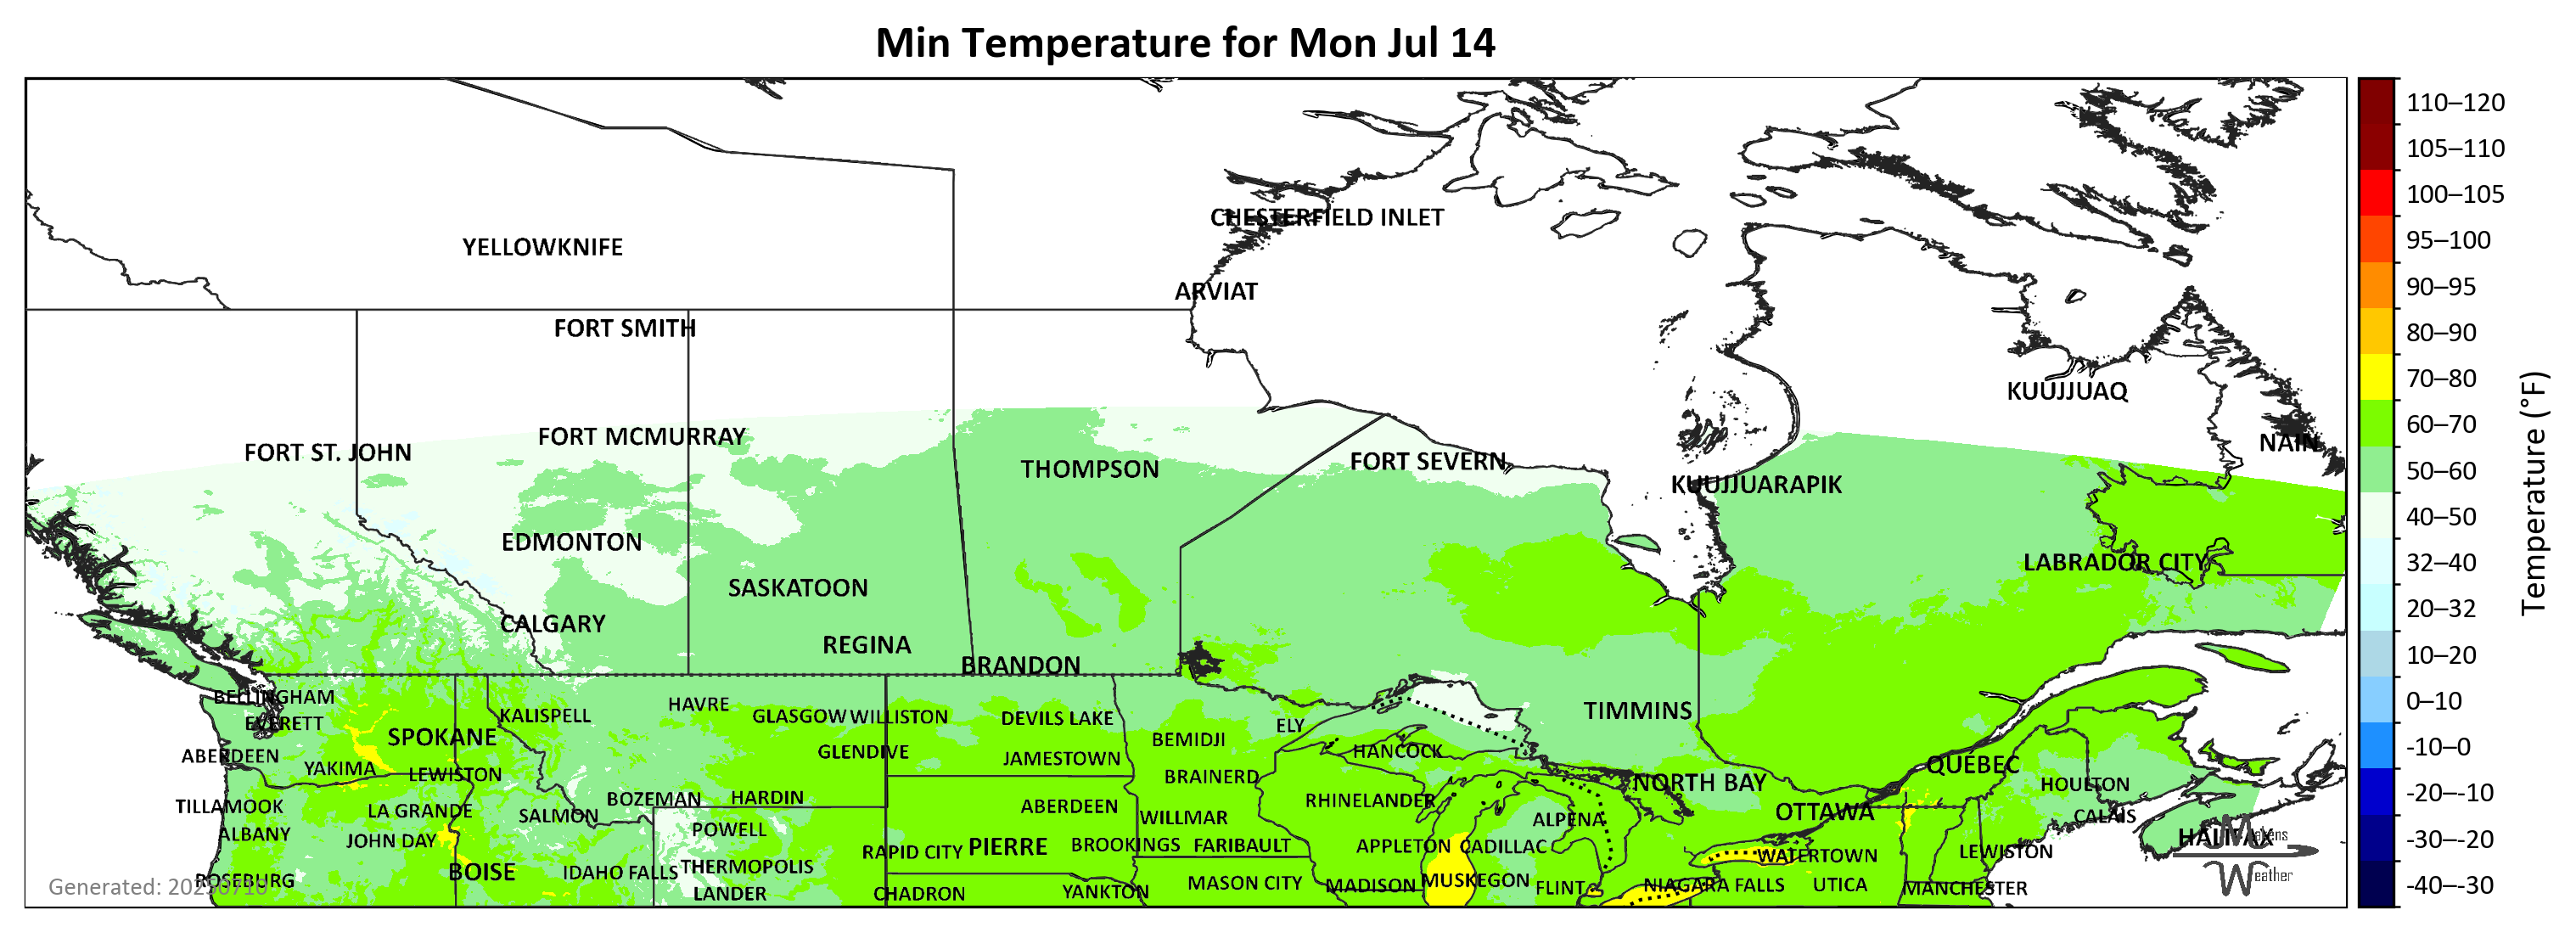 Min Temperature for Mon Jul 14
110–120
105–110
100–105
95–100
90–95
80–90
70–80
60–70
50–60
40–50
32–40
20–32
10–20
0–10
-10–0
-20–-10
-30–-20
-40–-30
Temperature (°F)
CHESTERFIELD INLET
YELLOWKNIFE
ARVIAT
FORT SMITH
KUUJJUAQ
FORT MCMURRAY
NAIN
FORT ST. JOHN
FORT SEVERN
THOMPSON
KUUJJUARAPIK
EDMONTON
LABRADOR CITY
SASKATOON
CALGARY
REGINA
BRANDON
BELLINGHAM
HAVRE
TIMMINS
KALISPELL
GLASGOW
WILLISTON
DEVILS LAKE
EVERETT
ELY
SPOKANE
BEMIDJI
ABERDEEN
GLENDIVE
JAMESTOWN
HANCOCK
QUÉBEC
YAKIMA
LEWISTON
BRAINERD
NORTH BAY
HOULTON
TILLAMOOK
LA GRANDE
SALMON
BOZEMAN
HARDIN
ABERDEEN
WILLMAR
RHINELANDER
ALPENA
OTTAWA
CALAIS
ALBANY
JOHN DAY
POWELL
RAPID CITY
PIERRE
BROOKINGS
FARIBAULT
APPLETON
CADILLAC
WATERTOWN
LEWISTON
HALIFAX
Makens
Weather
ROSEBURG
BOISE
IDAHO FALLS
THERMOPOLIS
LANDER
CHADRON
YANKTON
MASON CITY
MADISON
MUSKEGON
FLINT
NIAGARA FALLS
UTICA
MANCHESTER
Generated: 20250710